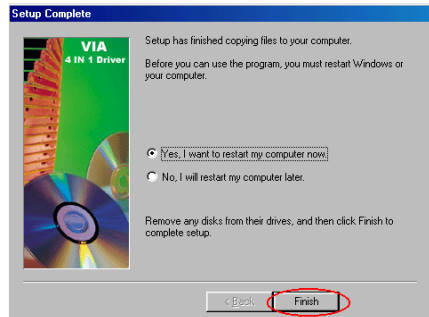 Setup Complete
VIA
4 IN 1 Driver
Setup has finished copying files to your computer.
Before you can use the program, you must restart Windows or
your computer.
Yes, I want to restart my computer now.
No, I will restart my computer later.
Remove any disks from their drives, and then click Finish to
complete setup.
< Back
Finish